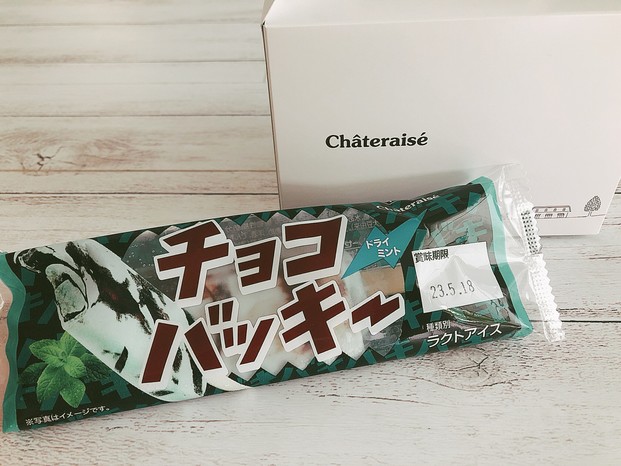 Châteraisé
Châteraisé
チョコ
バッキー
ドライ
ミント
賞味期限
23.5.18
種類別
ラクトアイス
※写真はイメージです。